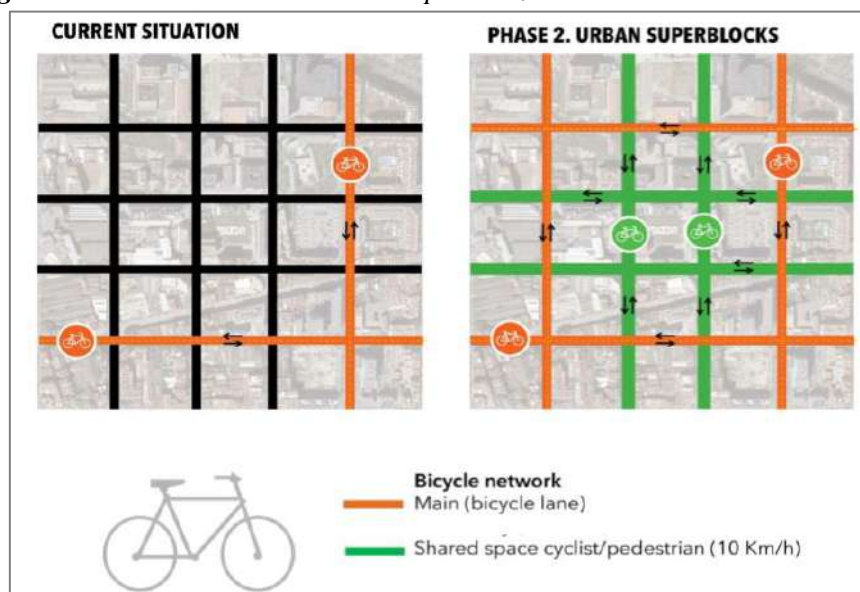 CURRENT SITUATION
PHASE 2. URBAN SUPERBLOCKS
Bicycle network
Main (bicycle lane)
Shared space cyclist/pedestrian (10 Km/h)